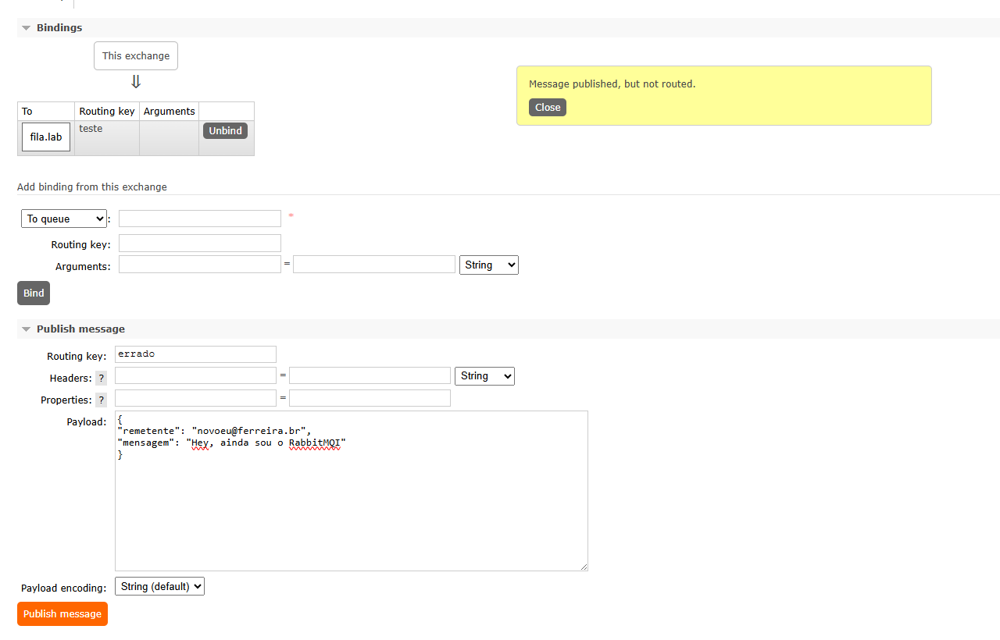 Bindings
This exchange
⇓
Message published, but not routed.
Close
To Routing key Arguments
fila.lab teste Unbind
Add binding from this exchange
To queue : *
Routing key:
Arguments: = String
Bind
Publish message
Routing key: errado
Headers: ? = String
Properties: ? =
Payload: {
"remetente": "novoeu@ferreira.br",
"mensagem": "Hey, ainda sou o RabbitMQI"
}
Payload encoding: String (default)
Publish message